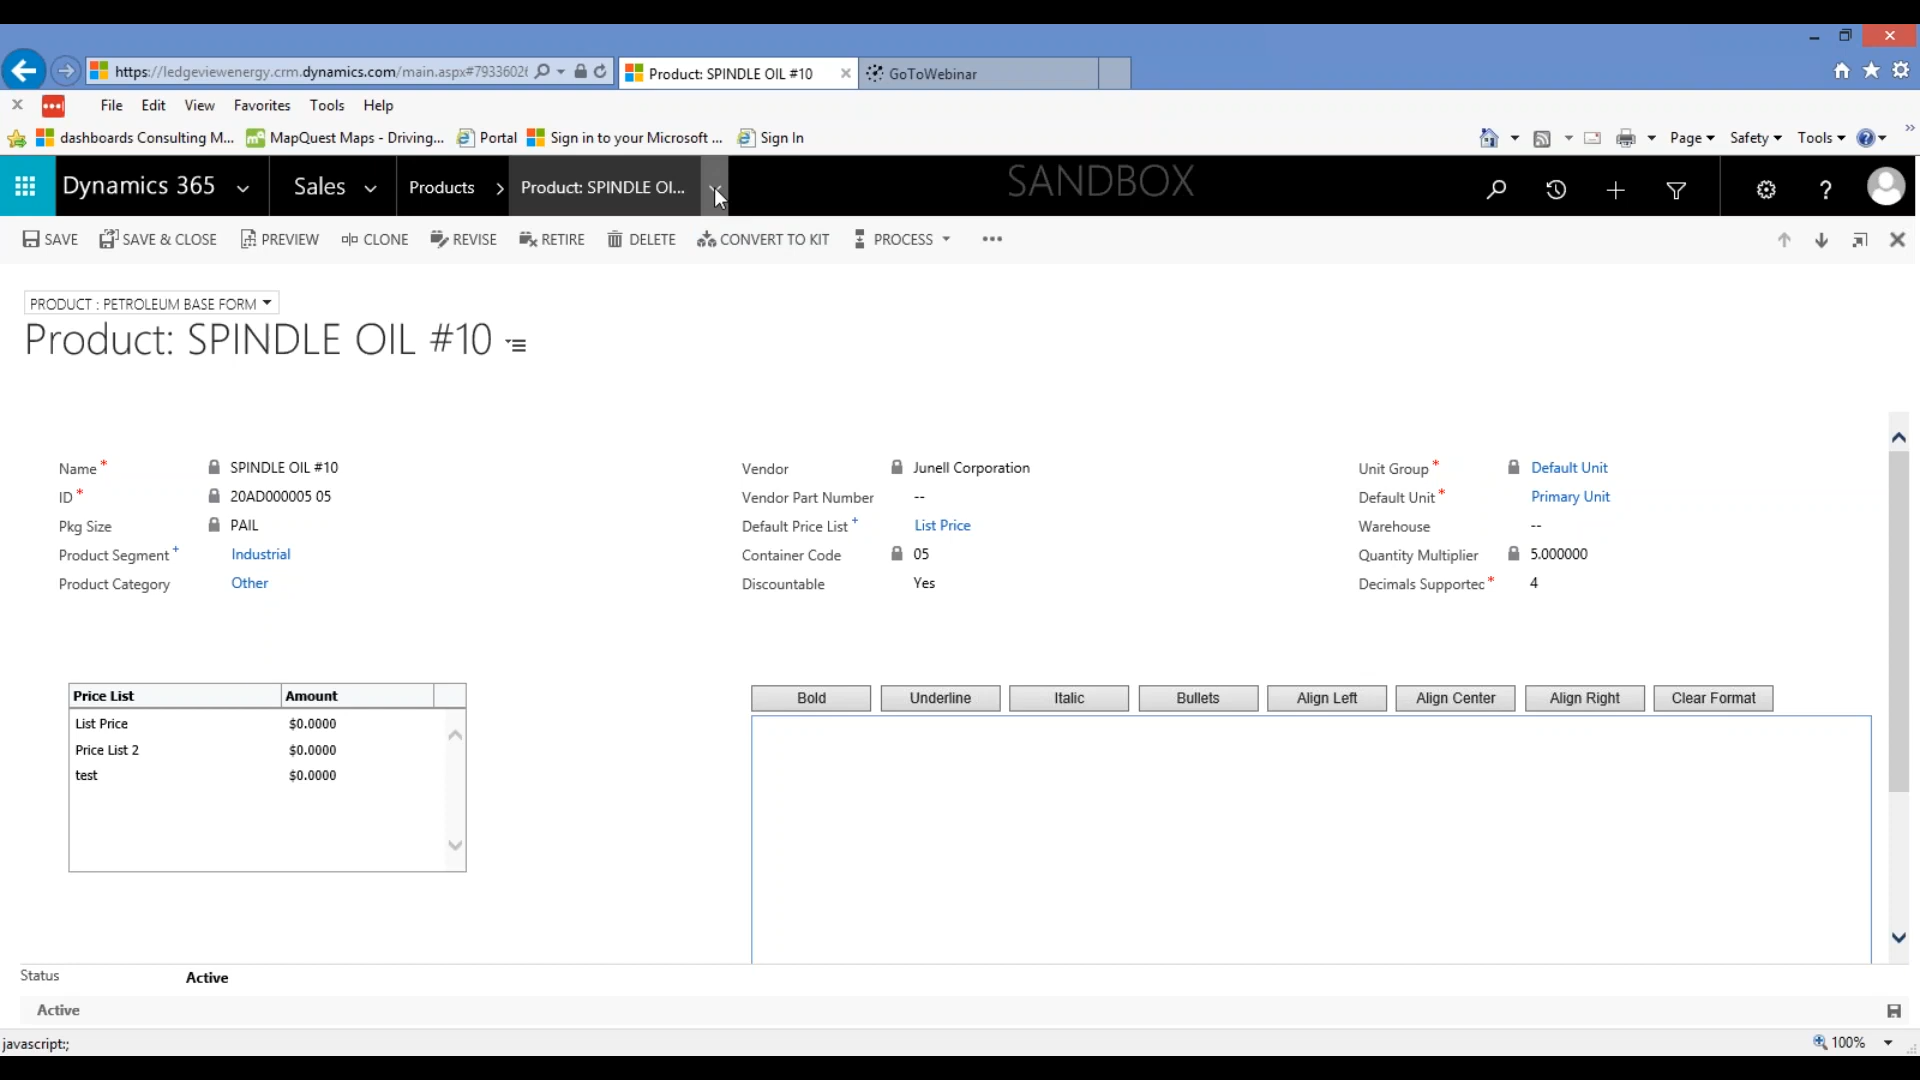 https://ledgeviewenergy.crm.dynamics.com/main.aspx#7933602
Product: SPINDLE OIL #10
GoToWebinar
File Edit View Favorites Tools Help
dashboards Consulting M... MapQuest Maps - Driving... Portal Sign in to your Microsoft ... Sign In
Page Safety Tools
Dynamics 365 Sales Products Product: SPINDLE OI... SANDBOX
SAVE SAVE & CLOSE PREVIEW CLONE REVISE RETIRE DELETE CONVERT TO KIT PROCESS •••
PRODUCT : PETROLEUM BASE FORM
Product: SPINDLE OIL #10
Name* SPINDLE OIL #10 Vendor Junell Corporation Unit Group* Default Unit
ID* 20AD000005 05 Vendor Part Number -- Default Unit* Primary Unit
Pkg Size PAIL Default Price List+ List Price Warehouse --
Product Segment+ Industrial Container Code 05 Quantity Multiplier 5.000000
Product Category Other Discountable Yes Decimals Supportec* 4
Price List Amount
List Price $0.0000
Price List 2 $0.0000
test $0.0000
Bold Underline Italic Bullets Align Left Align Center Align Right Clear Format
Status Active
Active
javascript:;
100%